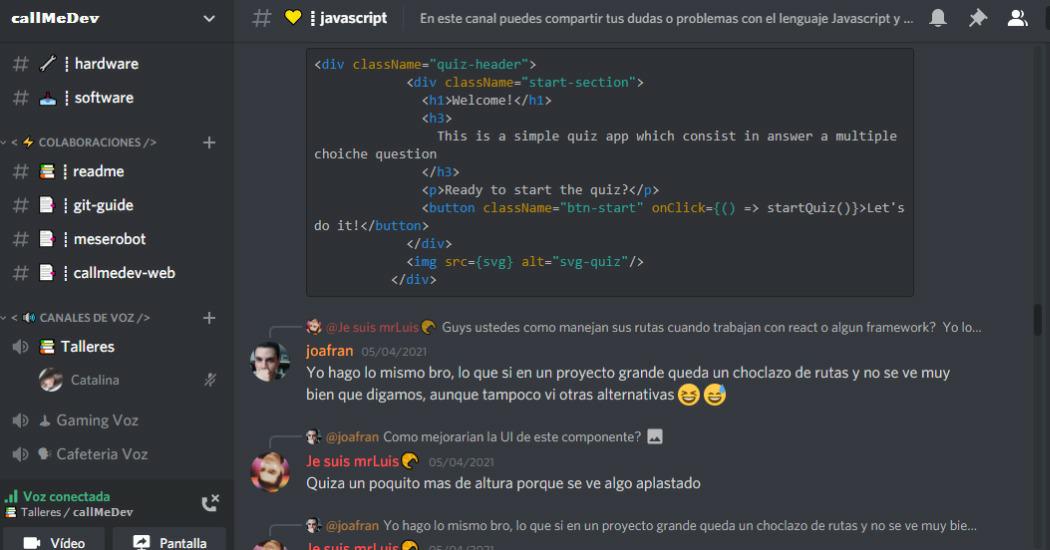 callMeDev
hardware
software
< ⚡ COLABORACIONES />
readme
git-guide
meserobot
callmedev-web
< 🔊 CANALES DE VOZ />
Talleres
Catalina
Gaming Voz
Cafeteria Voz
Voz conectada
Talleres / callMeDev
Vídeo
Pantalla
# 💛┋javascript
En este canal puedes compartir tus dudas o problemas con el lenguaje Javascript y ...
<div className="quiz-header">
<div className="start-section">
<h1>Welcome!</h1>
<h3>
This is a simple quiz app which consist in answer a multiple
choiche question
</h3>
<p>Ready to start the quiz?</p>
<button className="btn-start" onClick={() => startQuiz()}>Let's
do it!</button>
</div>
<img src={svg} alt="svg-quiz"/>
</div>
@Je suis mrLuis Guys ustedes como manejan sus rutas cuando trabajan con react o algun framework? Yo lo...
joafran 05/04/2021
Yo hago lo mismo bro, lo que si en un proyecto grande queda un choclazo de rutas y no se ve muy
bien que digamos, aunque tampoco vi otras alternativas 😆 😅
@joafran Como mejorarian la UI de este componente?
Je suis mrLuis 05/04/2021
Quiza un poquito mas de altura porque se ve algo aplastado
@joafran Yo hago lo mismo bro, lo que si en un proyecto grande queda un choclazo de rutas y no se ve muy bie...
Je suis mrLuis 05/04/2021